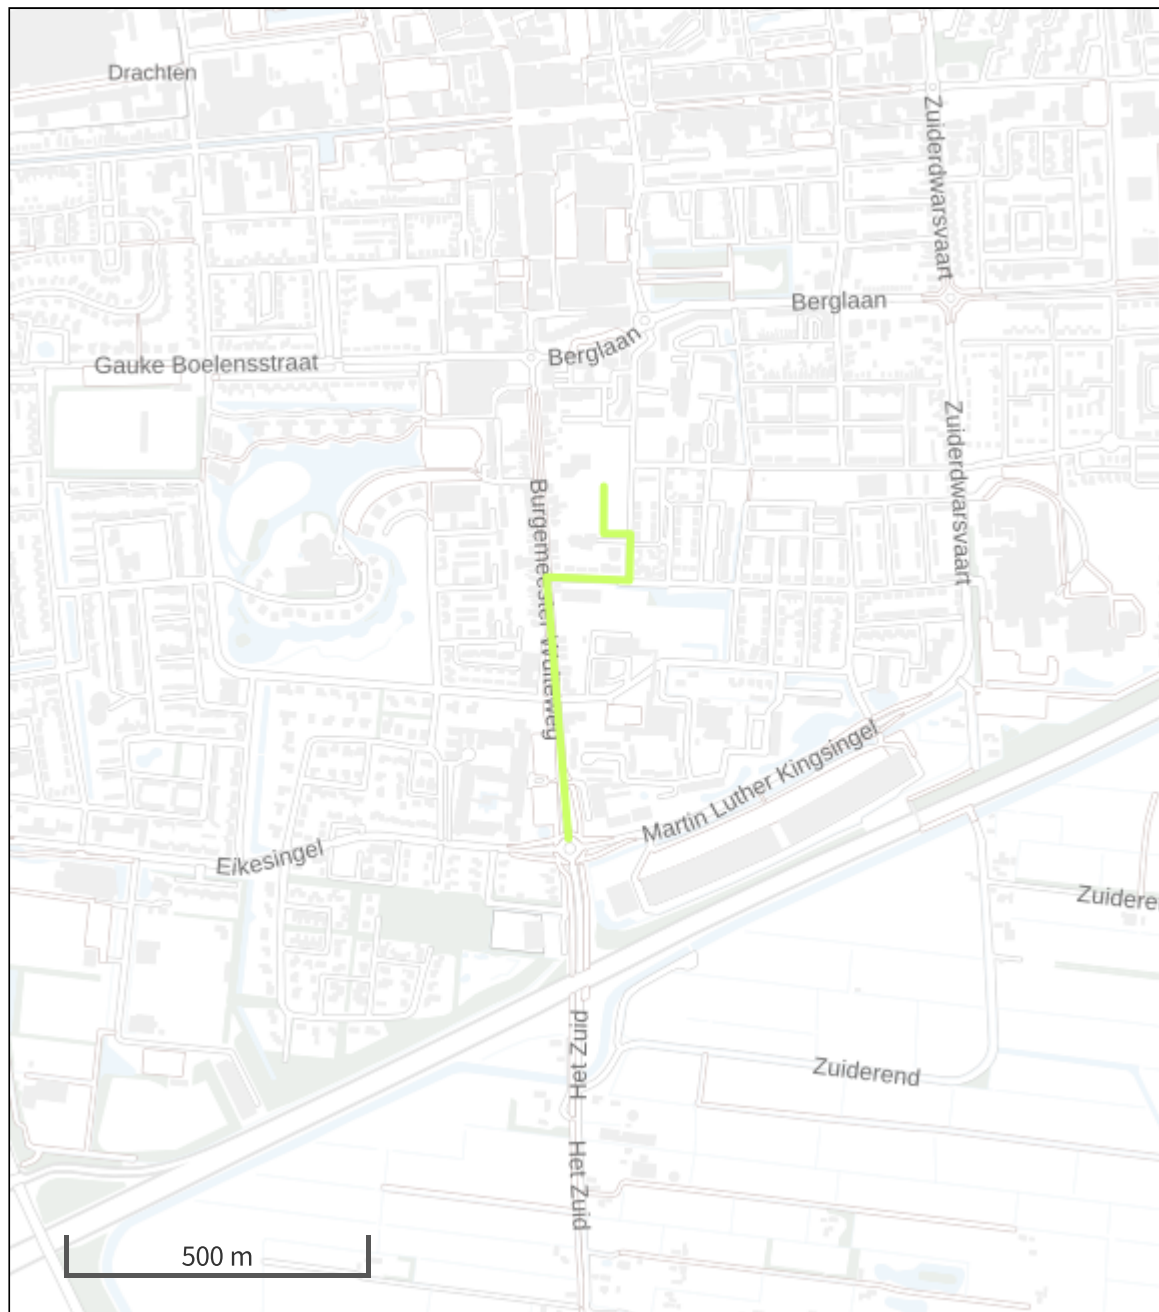 Drachten
Zuiderdwarsvaart
Berglaan
Berglaan
Gauke Boelensstraat
Zuiderdwarsvaart
Burgemeester Wuiteweg
Martin Luther Kingsingel
Eikesingel
Zuidere
Het Zuid
Zuiderend
Het Zuid
500 m